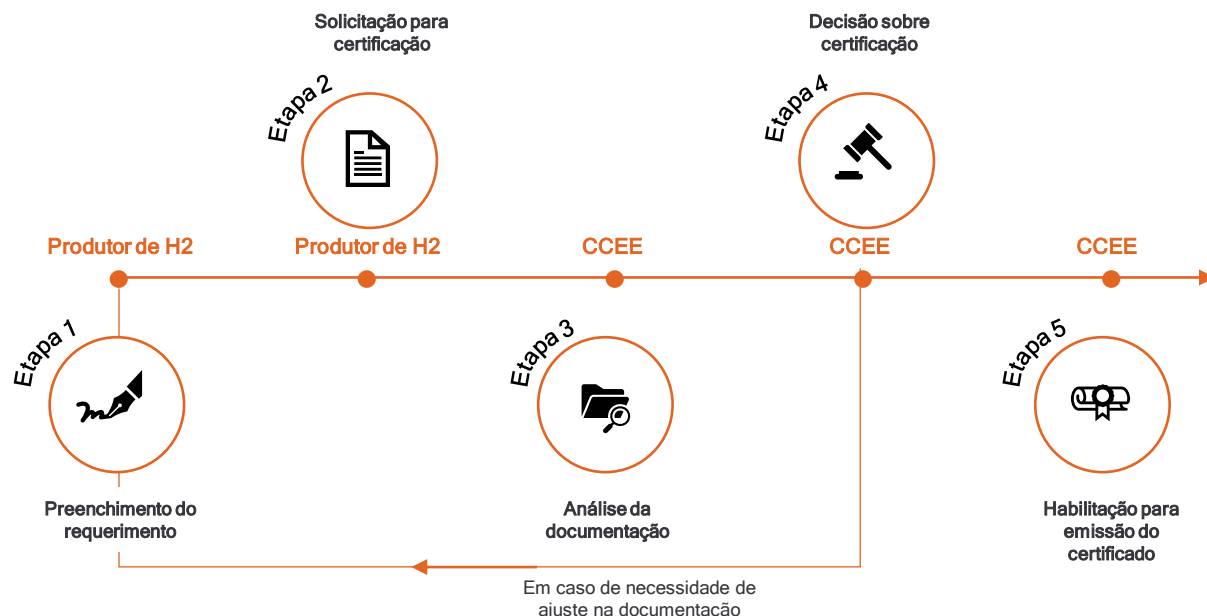 Solicitação para
certificação
Decisão sobre
certificação
Etapa 2
Etapa 4
Produtor de H2
Produtor de H2
CCEE
CCEE
CCEE
Etapa 1
Etapa 3
Etapa 5
Preenchimento do
requerimento
Análise da
documentação
Habilitação para
emissão do
certificado
Em caso de necessidade de
ajuste na documentação